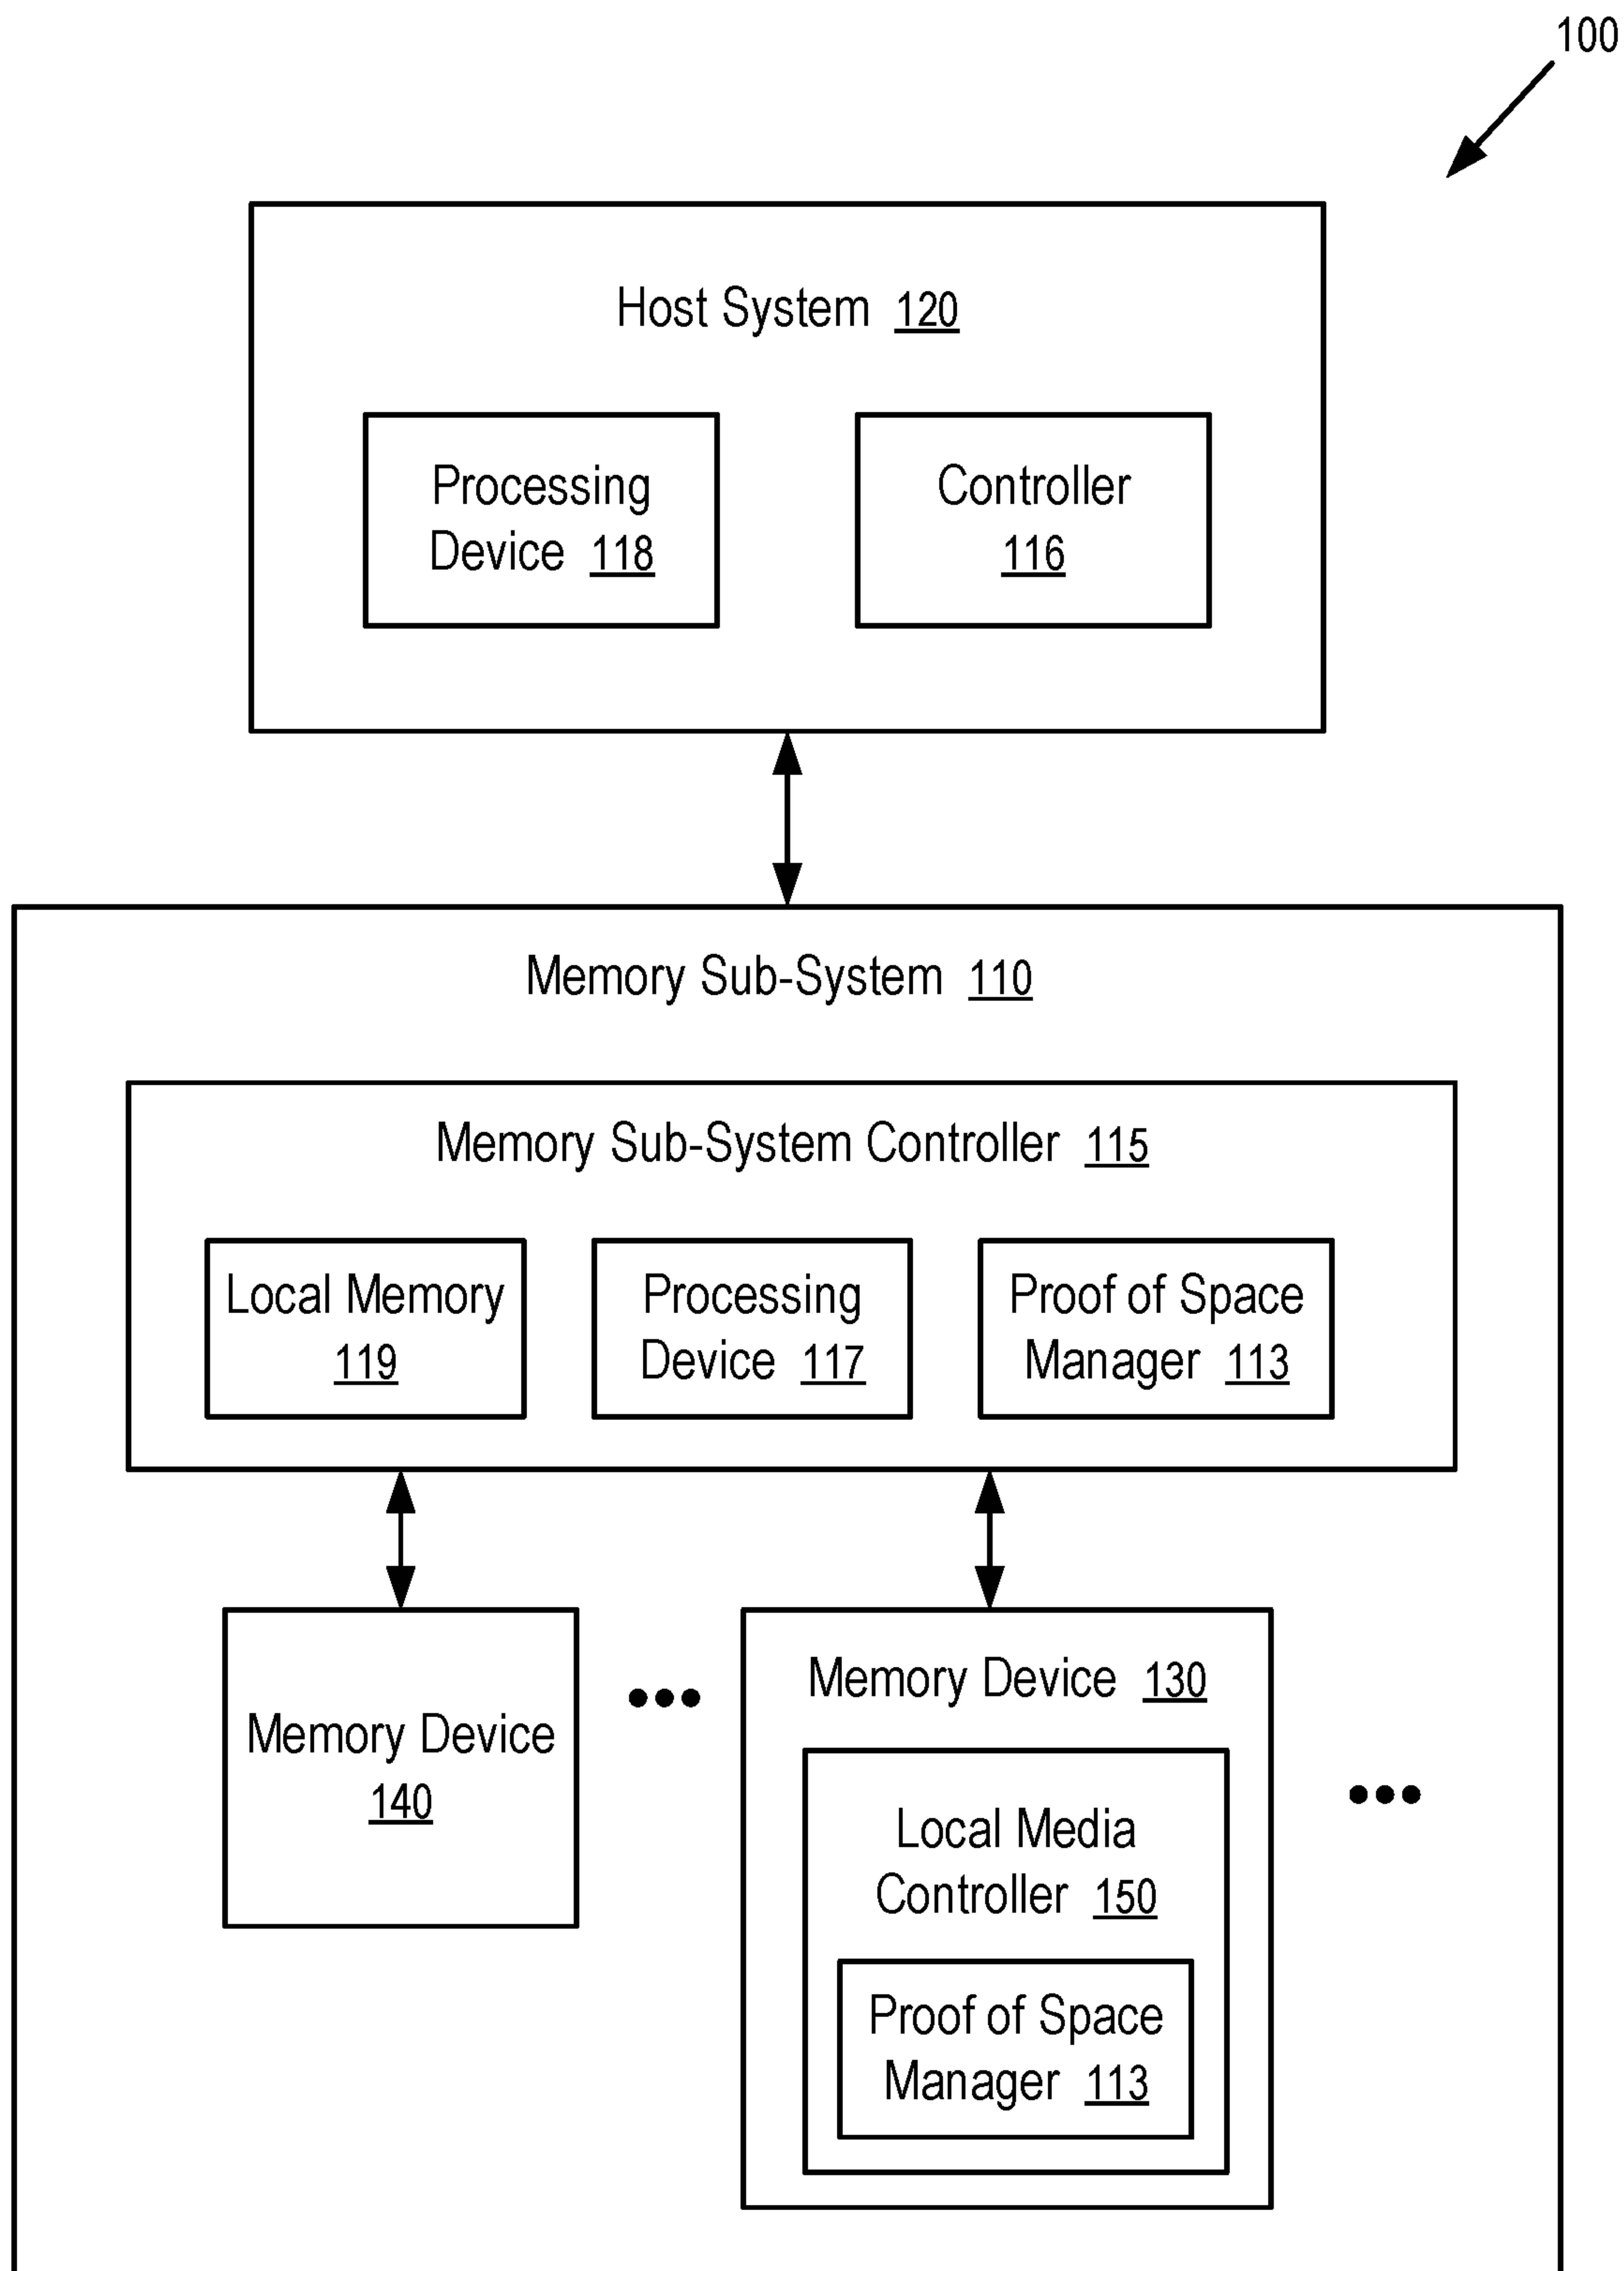 100
Host System 120
Processing
Device 118
Controller
116
Memory Sub-System 110
Memory Sub-System Controller 115
Local Memory
119
Processing
Device 117
Proof of Space
Manager 113
Memory Device
140
Memory Device 130
Local Media
Controller 150
Proof of Space
Manager 113